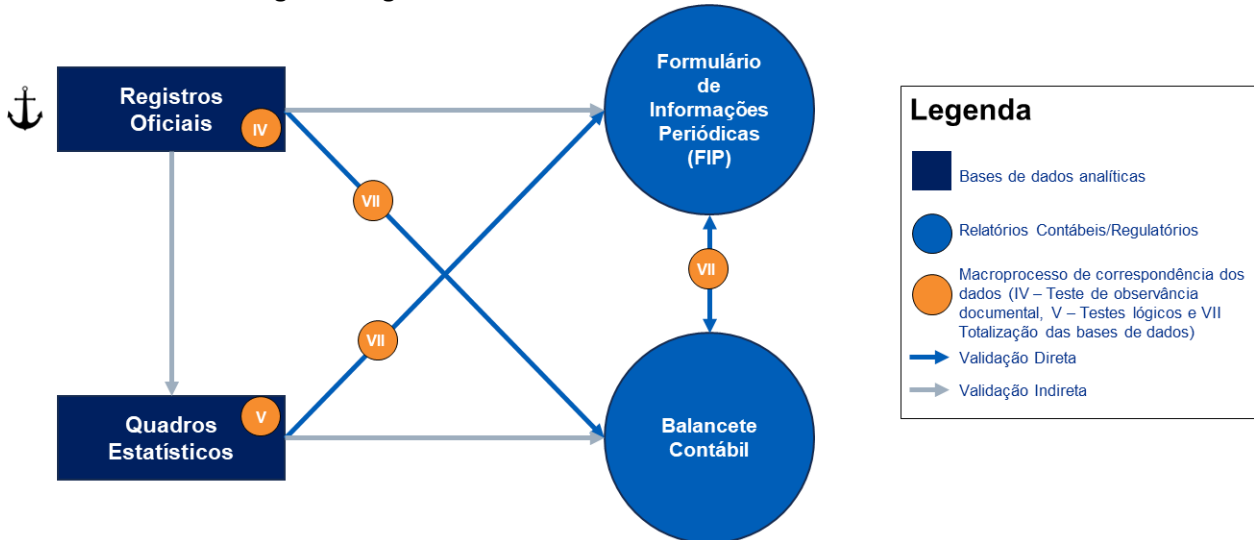 Registros
Oficiais
IV
Formulário
de
Informações
Periódicas
(FIP)
VII
VII
VII
Quadros
Estatísticos
V
Balancete
Contábil
Legenda
Bases de dados analíticas
Relatórios Contábeis/Regulatórios
Macroprocesso de correspondência dos
dados (IV – Teste de observância
documental, V – Testes lógicos e VII
Totalização das bases de dados)
Validação Direta
Validação Indireta